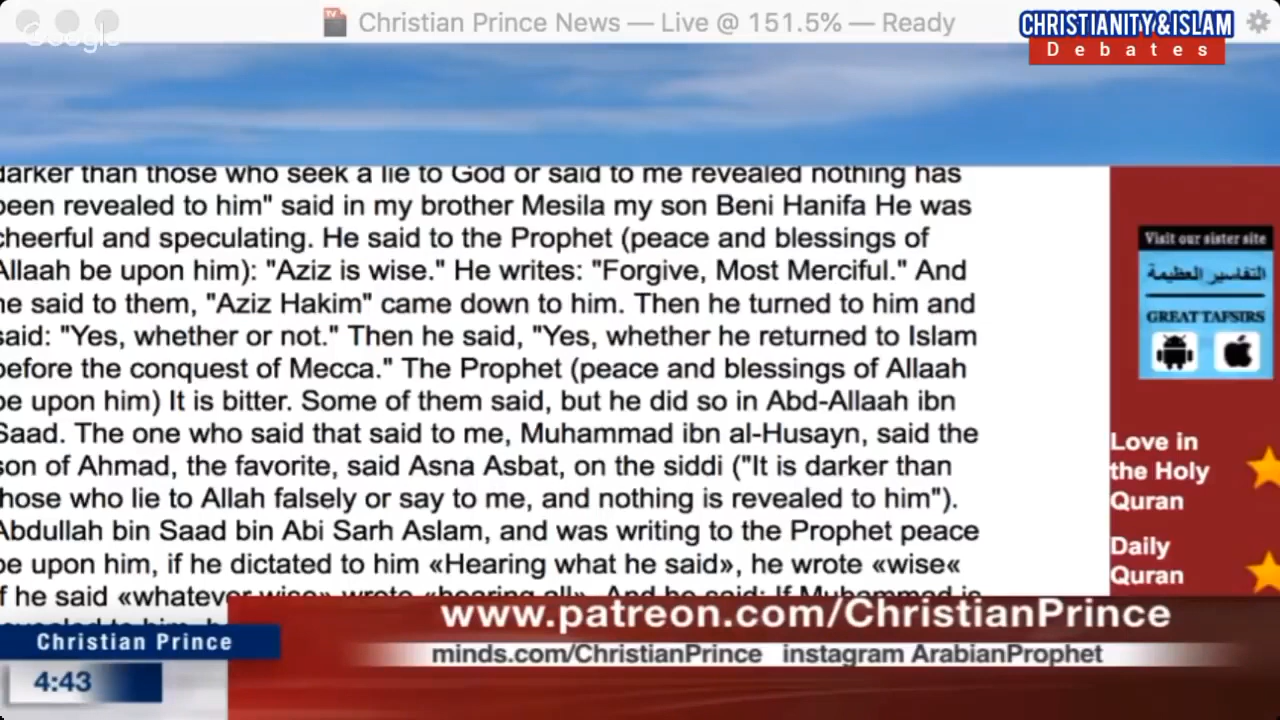 Google
Christian Prince News — Live @ 151.5% — Ready
CHRISTIANITY&ISLAM
Debates
darker than those who seek a lie to God or said to me revealed nothing has
been revealed to him" said in my brother Mesila my son Beni Hanifa He was
cheerful and speculating. He said to the Prophet (peace and blessings of
Allaah be upon him): "Aziz is wise." He writes: "Forgive, Most Merciful." And
he said to them, "Aziz Hakim" came down to him. Then he turned to him and
said: "Yes, whether or not." Then he said, "Yes, whether he returned to Islam
before the conquest of Mecca." The Prophet (peace and blessings of Allaah
be upon him) It is bitter. Some of them said, but he did so in Abd-Allaah ibn
Saad. The one who said that said to me, Muhammad ibn al-Husayn, said the
son of Ahmad, the favorite, said Asna Asbat, on the siddi ("It is darker than
those who lie to Allah falsely or say to me, and nothing is revealed to him").
Abdullah bin Saad bin Abi Sarh Aslam, and was writing to the Prophet peace
be upon him, if he dictated to him «Hearing what he said», he wrote «wise«
if he said «whatever wise» wrote «hearing all». And he said: If Muhammad is
Visit our sister site
التفاسير العظيمة
GREAT TAFSIRS
Love in
the Holy
Quran
Daily
Quran
www.patreon.com/ChristianPrince
Christian Prince
minds.com/ChristianPrince instagram ArabianProphet
4:43